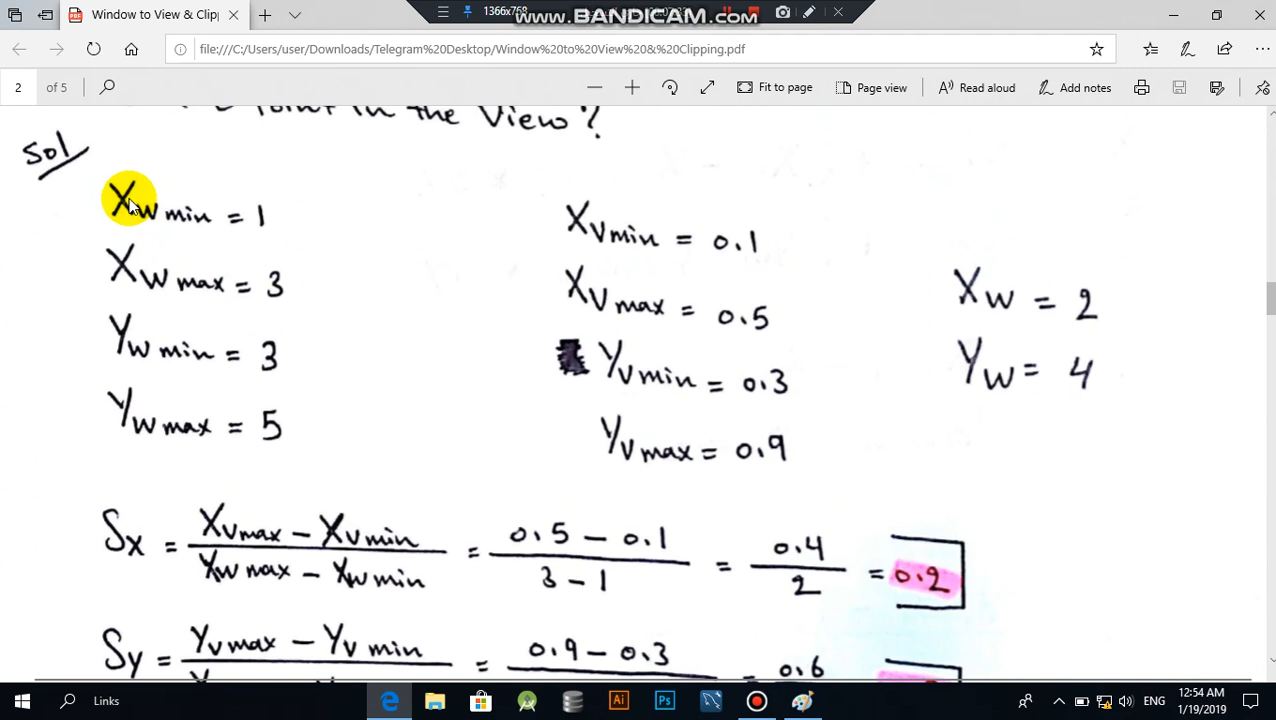 1366x768
www.BANDICAM.com
Window to View & Clipp
file:///C:/Users/user/Downloads/Telegram%20Desktop/Window%20to%20View%20&%20Clipping.pdf
2 of 5
Fit to page
Page view
Read aloud
Add notes
Point in the View?
Sol
Xw min = 1
Xw max = 3
Yw min = 3
Yw max = 5
Xv min = 0.1
Xv max = 0.5
Yv min = 0.3
Yv max = 0.9
Xw = 2
Yw = 4
Sx = Xv max - Xv min / Xw max - Xw min = 0.5 - 0.1 / 3 - 1 = 0.4 / 2 = 0.2
Sy = Yv max - Yv min = 0.9 - 0.3 = 0.6
Links
Ai
Ps
ENG
12:54 AM
1/19/2019